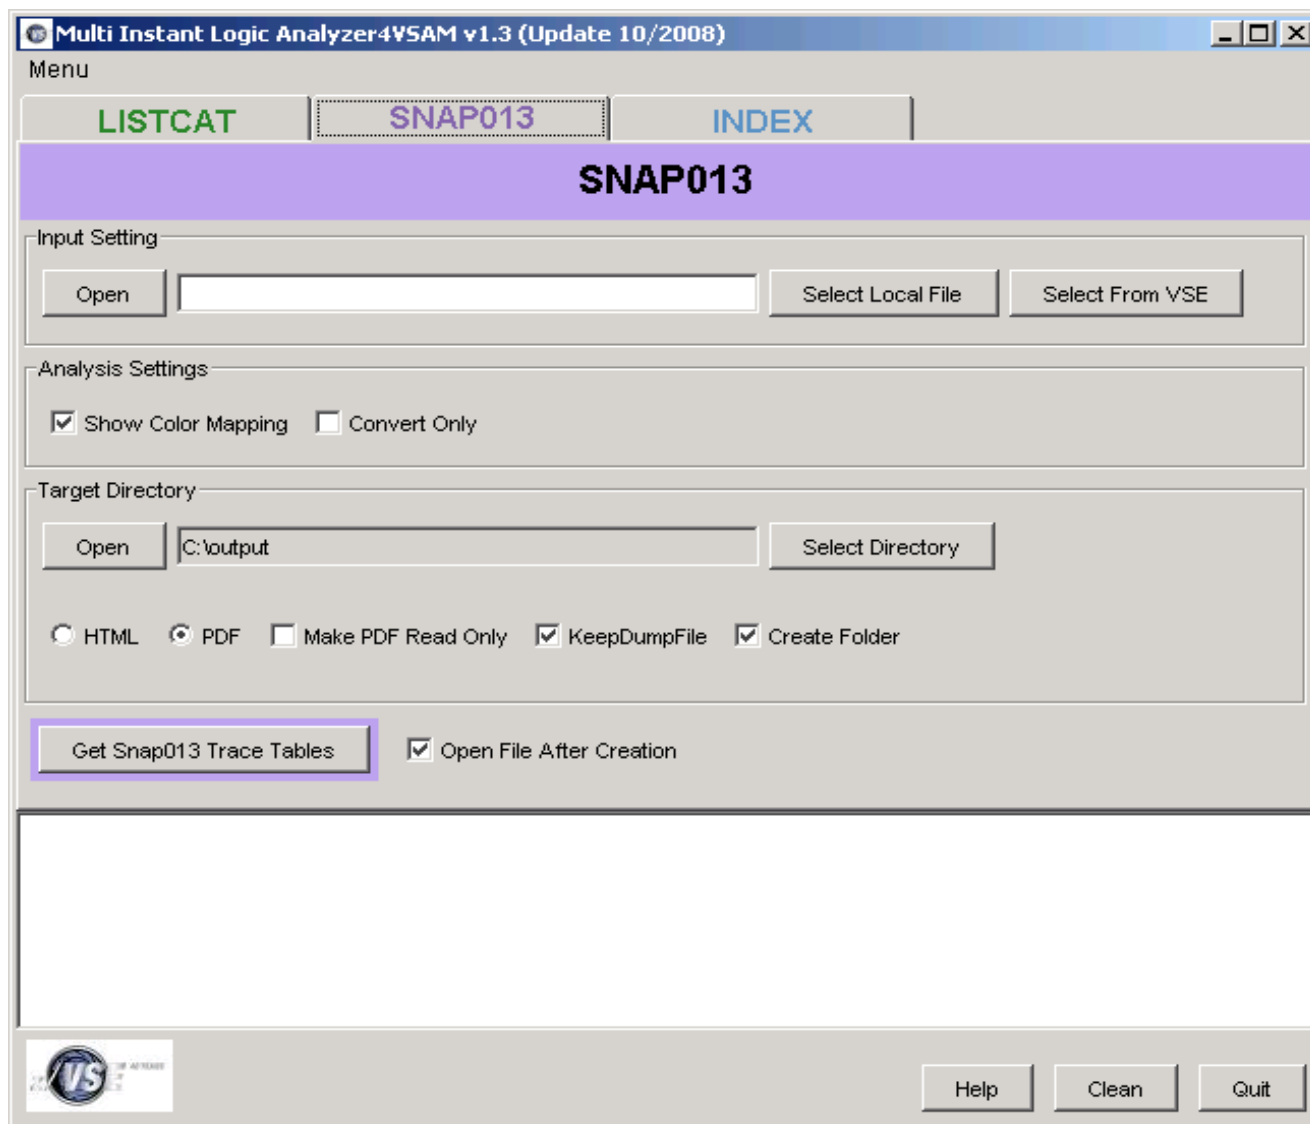 Multi Instant Logic Analyzer4VSAM v1.3 (Update 10/2008)
Menu
LISTCAT SNAP013 INDEX
SNAP013
Input Setting
Open Select Local File Select From VSE
Analysis Settings
Show Color Mapping Convert Only
Target Directory
Open C:\output Select Directory
HTML PDF Make PDF Read Only KeepDumpFile Create Folder
Get Snap013 Trace Tables Open File After Creation
z/VSE
Help Clean Quit